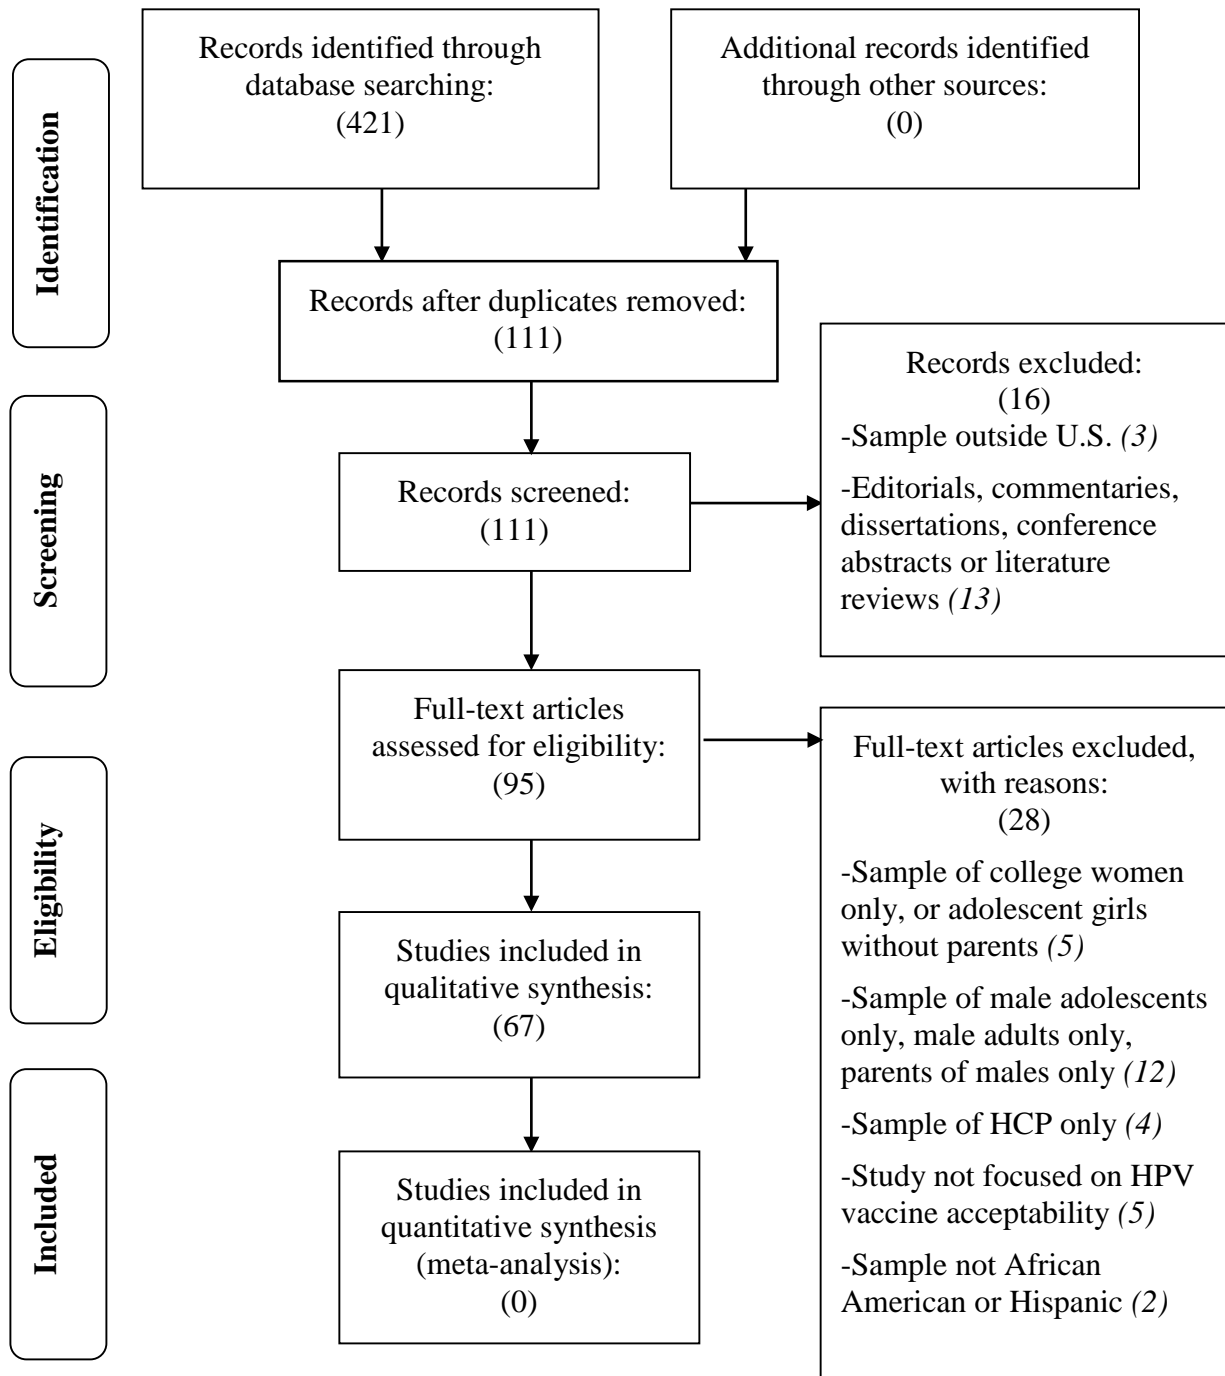 Identification
Records identified through
database searching:
(421)
Additional records identified
through other sources:
(0)
Records after duplicates removed:
(111)
Screening
Records screened:
(111)
Records excluded:
(16)
-Sample outside U.S. (3)
-Editorials, commentaries,
dissertations, conference
abstracts or literature
reviews (13)
Eligibility
Full-text articles
assessed for eligibility:
(95)
Full-text articles excluded,
with reasons:
(28)
-Sample of college women
only, or adolescent girls
without parents (5)
-Sample of male adolescents
only, male adults only,
parents of males only (12)
-Sample of HCP only (4)
-Study not focused on HPV
vaccine acceptability (5)
-Sample not African
American or Hispanic (2)
Studies included in
qualitative synthesis:
(67)
Included
Studies included in
quantitative synthesis
(meta-analysis):
(0)